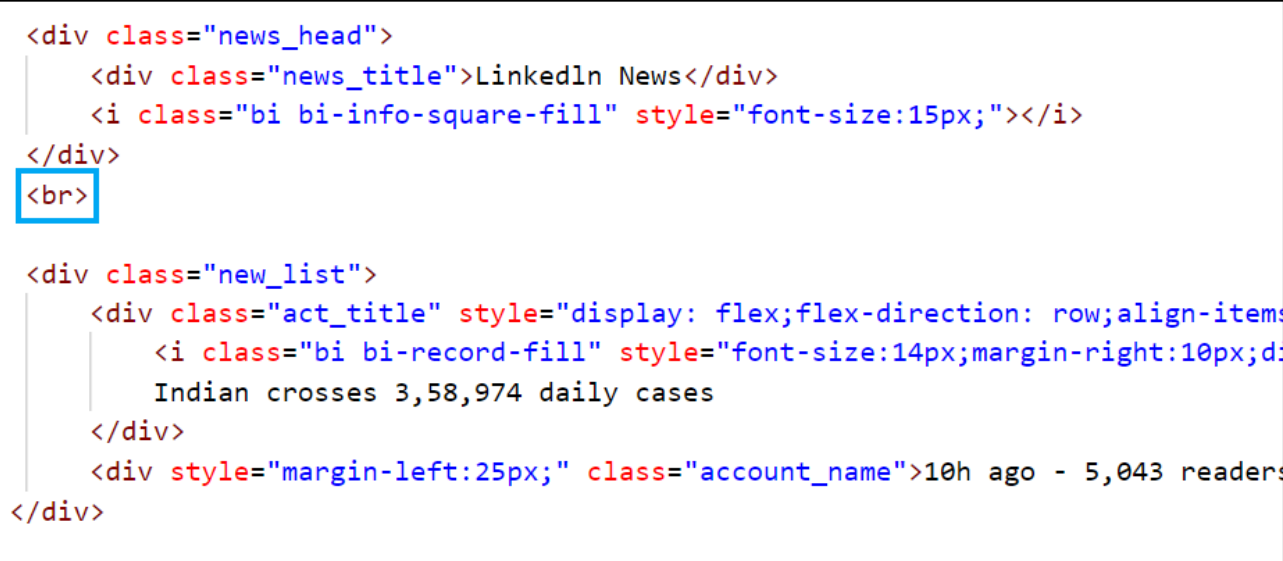 <div class="news_head">
<div class="news_title">Linkedln News</div>
<i class="bi bi-info-square-fill" style="font-size:15px;"></i>
</div>
<br>
<div class="new_list">
<div class="act_title" style="display: flex;flex-direction: row;align-items
<i class="bi bi-record-fill" style="font-size:14px;margin-right:10px;di
Indian crosses 3,58,974 daily cases
</div>
<div style="margin-left:25px;" class="account_name">10h ago - 5,043 readers
</div>